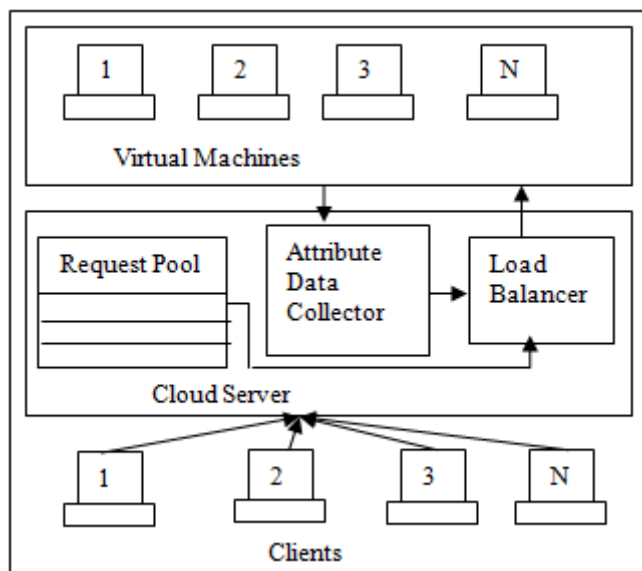 1
2
3
N
Virtual Machines
Request Pool
Attribute
Data
Collector
Load
Balancer
Cloud Server
1
2
3
N
Clients